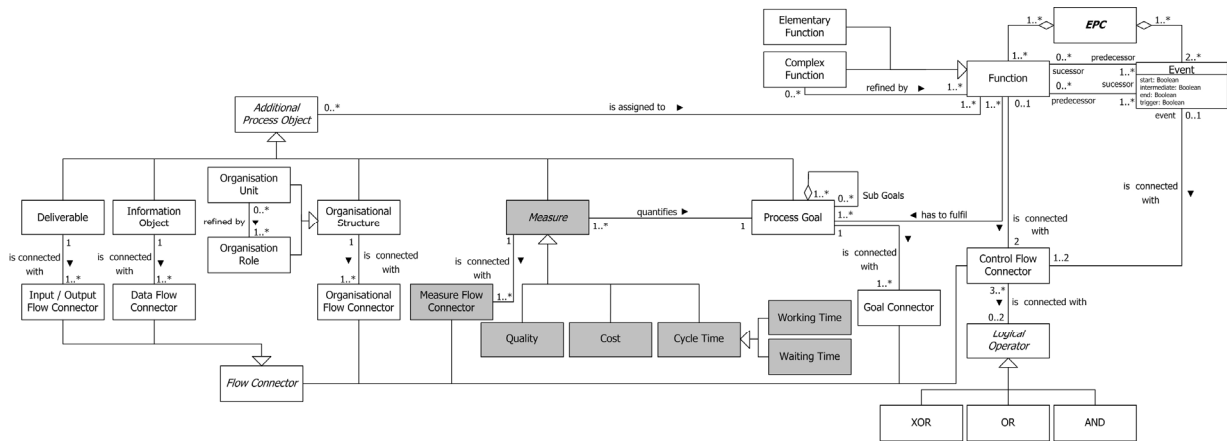 Elementary
Function
1..*
EPC
1..*
Complex
Function
0..*
refined by ►
1..*
1..*
Function
0..*
predecessor
2..*
sucessor
1..*
0..*
sucessor
predecessor
1..*
Event
start: Boolean
intermediate: Boolean
end: Boolean
trigger: Boolean
event
0..1
Additional
Process Object
0..*
is assigned to ►
1..*
1..*
0..1
Deliverable
1
is connected
with
▼
1..*
Input / Output
Flow Connector
Information
Object
1
is connected
with
▼
1..*
Data Flow
Connector
Organisation
Unit
0..*
refined by
▼
1..*
Organisation
Role
Organisational
Structure
1
is connected
with
▼
1..*
Organisational
Flow Connector
Measure
1..*
quantifies ►
1
1
is connected
with
▼
1..*
Measure Flow
Connector
Process Goal
1..*
0..*
Sub Goals
1..*
◄ has to fulfil
1
▼
is connected
with
1..*
Goal Connector
▼
is connected
with
2
Control Flow
Connector
1..2
is connected
with
▼
3..*
▼
is connected with
0..2
Logical
Operator
XOR
OR
AND
Quality
Cost
Cycle Time
Working Time
Waiting Time
Flow Connector